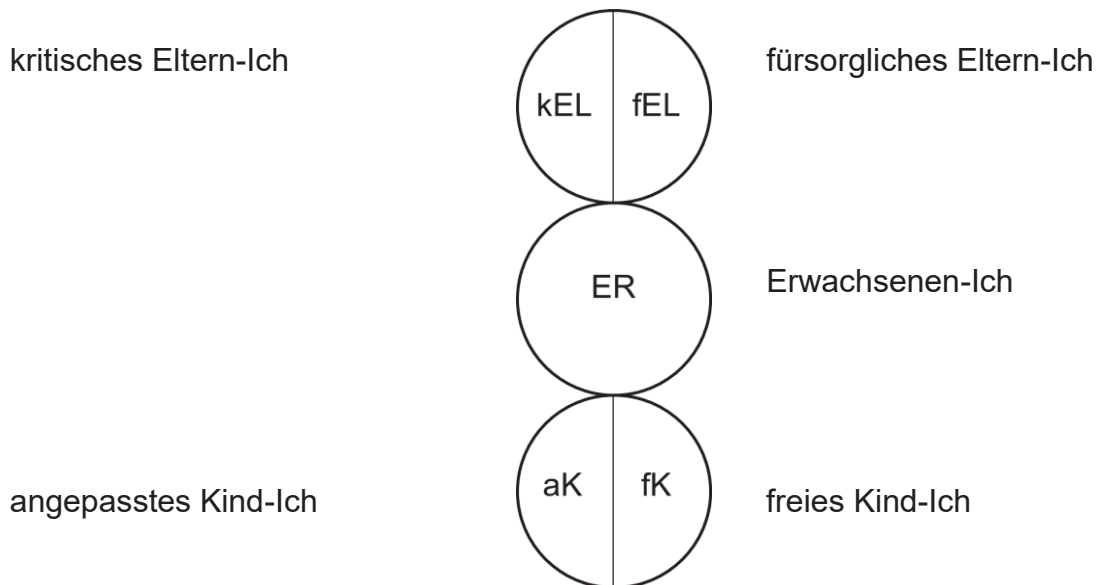 kritisches Eltern-Ich
fürsorgliches Eltern-Ich
kEL
fEL
ER
Erwachsenen-Ich
aK
fK
angepasstes Kind-Ich
freies Kind-Ich